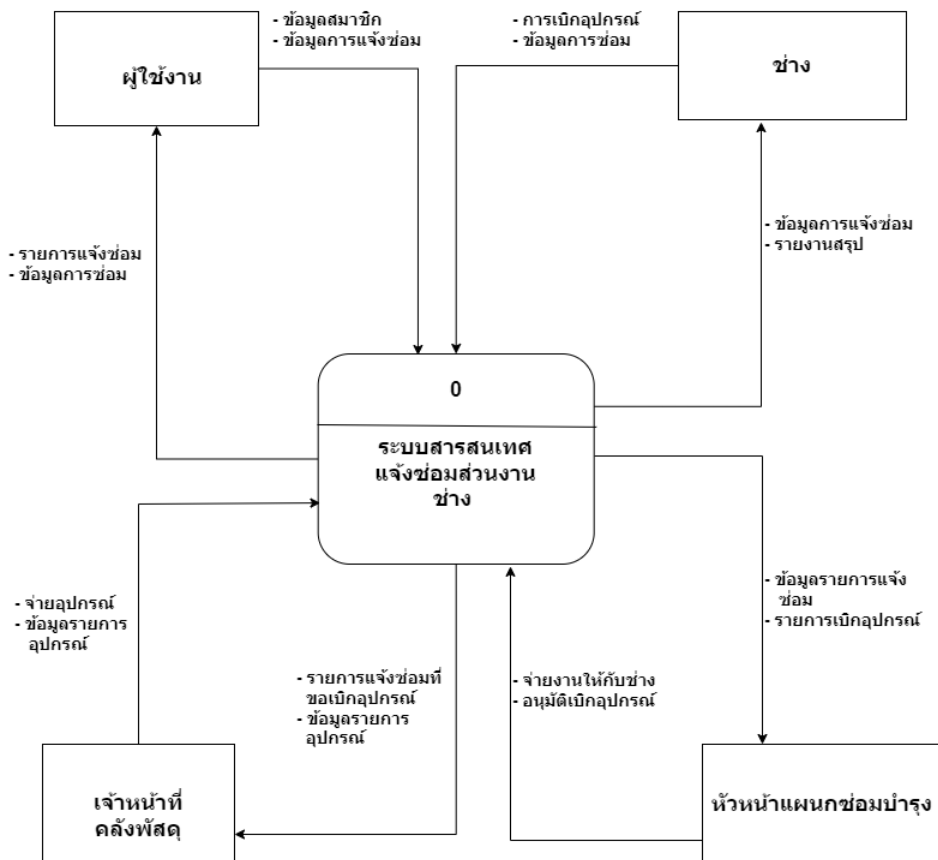 - ข้อมูลสมาชิก
- ข้อมูลการแจ้งซ่อม
- การเบิกอุปกรณ์
- ข้อมูลการซ่อม
ผู้ใช้งาน
ช่าง
- รายการแจ้งซ่อม
- ข้อมูลการซ่อม
- ข้อมูลการแจ้งซ่อม
- รายงานสรุป
0
ระบบสารสนเทศ
แจ้งซ่อมส่วนงาน
ช่าง
- จ่ายอุปกรณ์
- ข้อมูลรายการ
อุปกรณ์
- รายการแจ้งซ่อมที่
ขอเบิกอุปกรณ์
- ข้อมูลรายการ
อุปกรณ์
- จ่ายงานให้กับช่าง
- อนุมัติเบิกอุปกรณ์
- ข้อมูลรายการแจ้ง
ซ่อม
- รายการเบิกอุปกรณ์
เจ้าหน้าที่
คลังพัสดุ
หัวหน้าแผนกซ่อมบำรุง